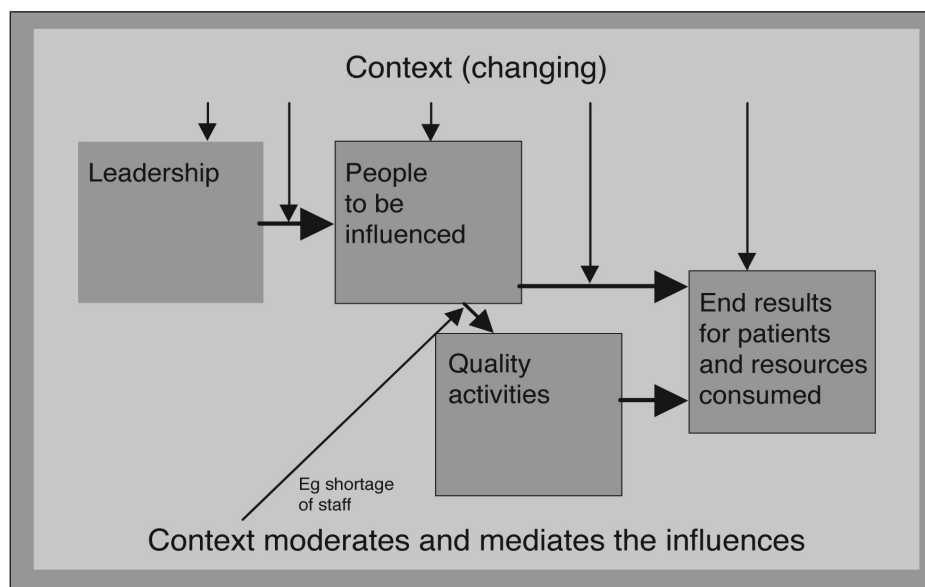 Context (changing)
Leadership
People
to be
influenced
End results
for patients
and resources
consumed
Quality
activities
Eg shortage
of staff
Context moderates and mediates the influences